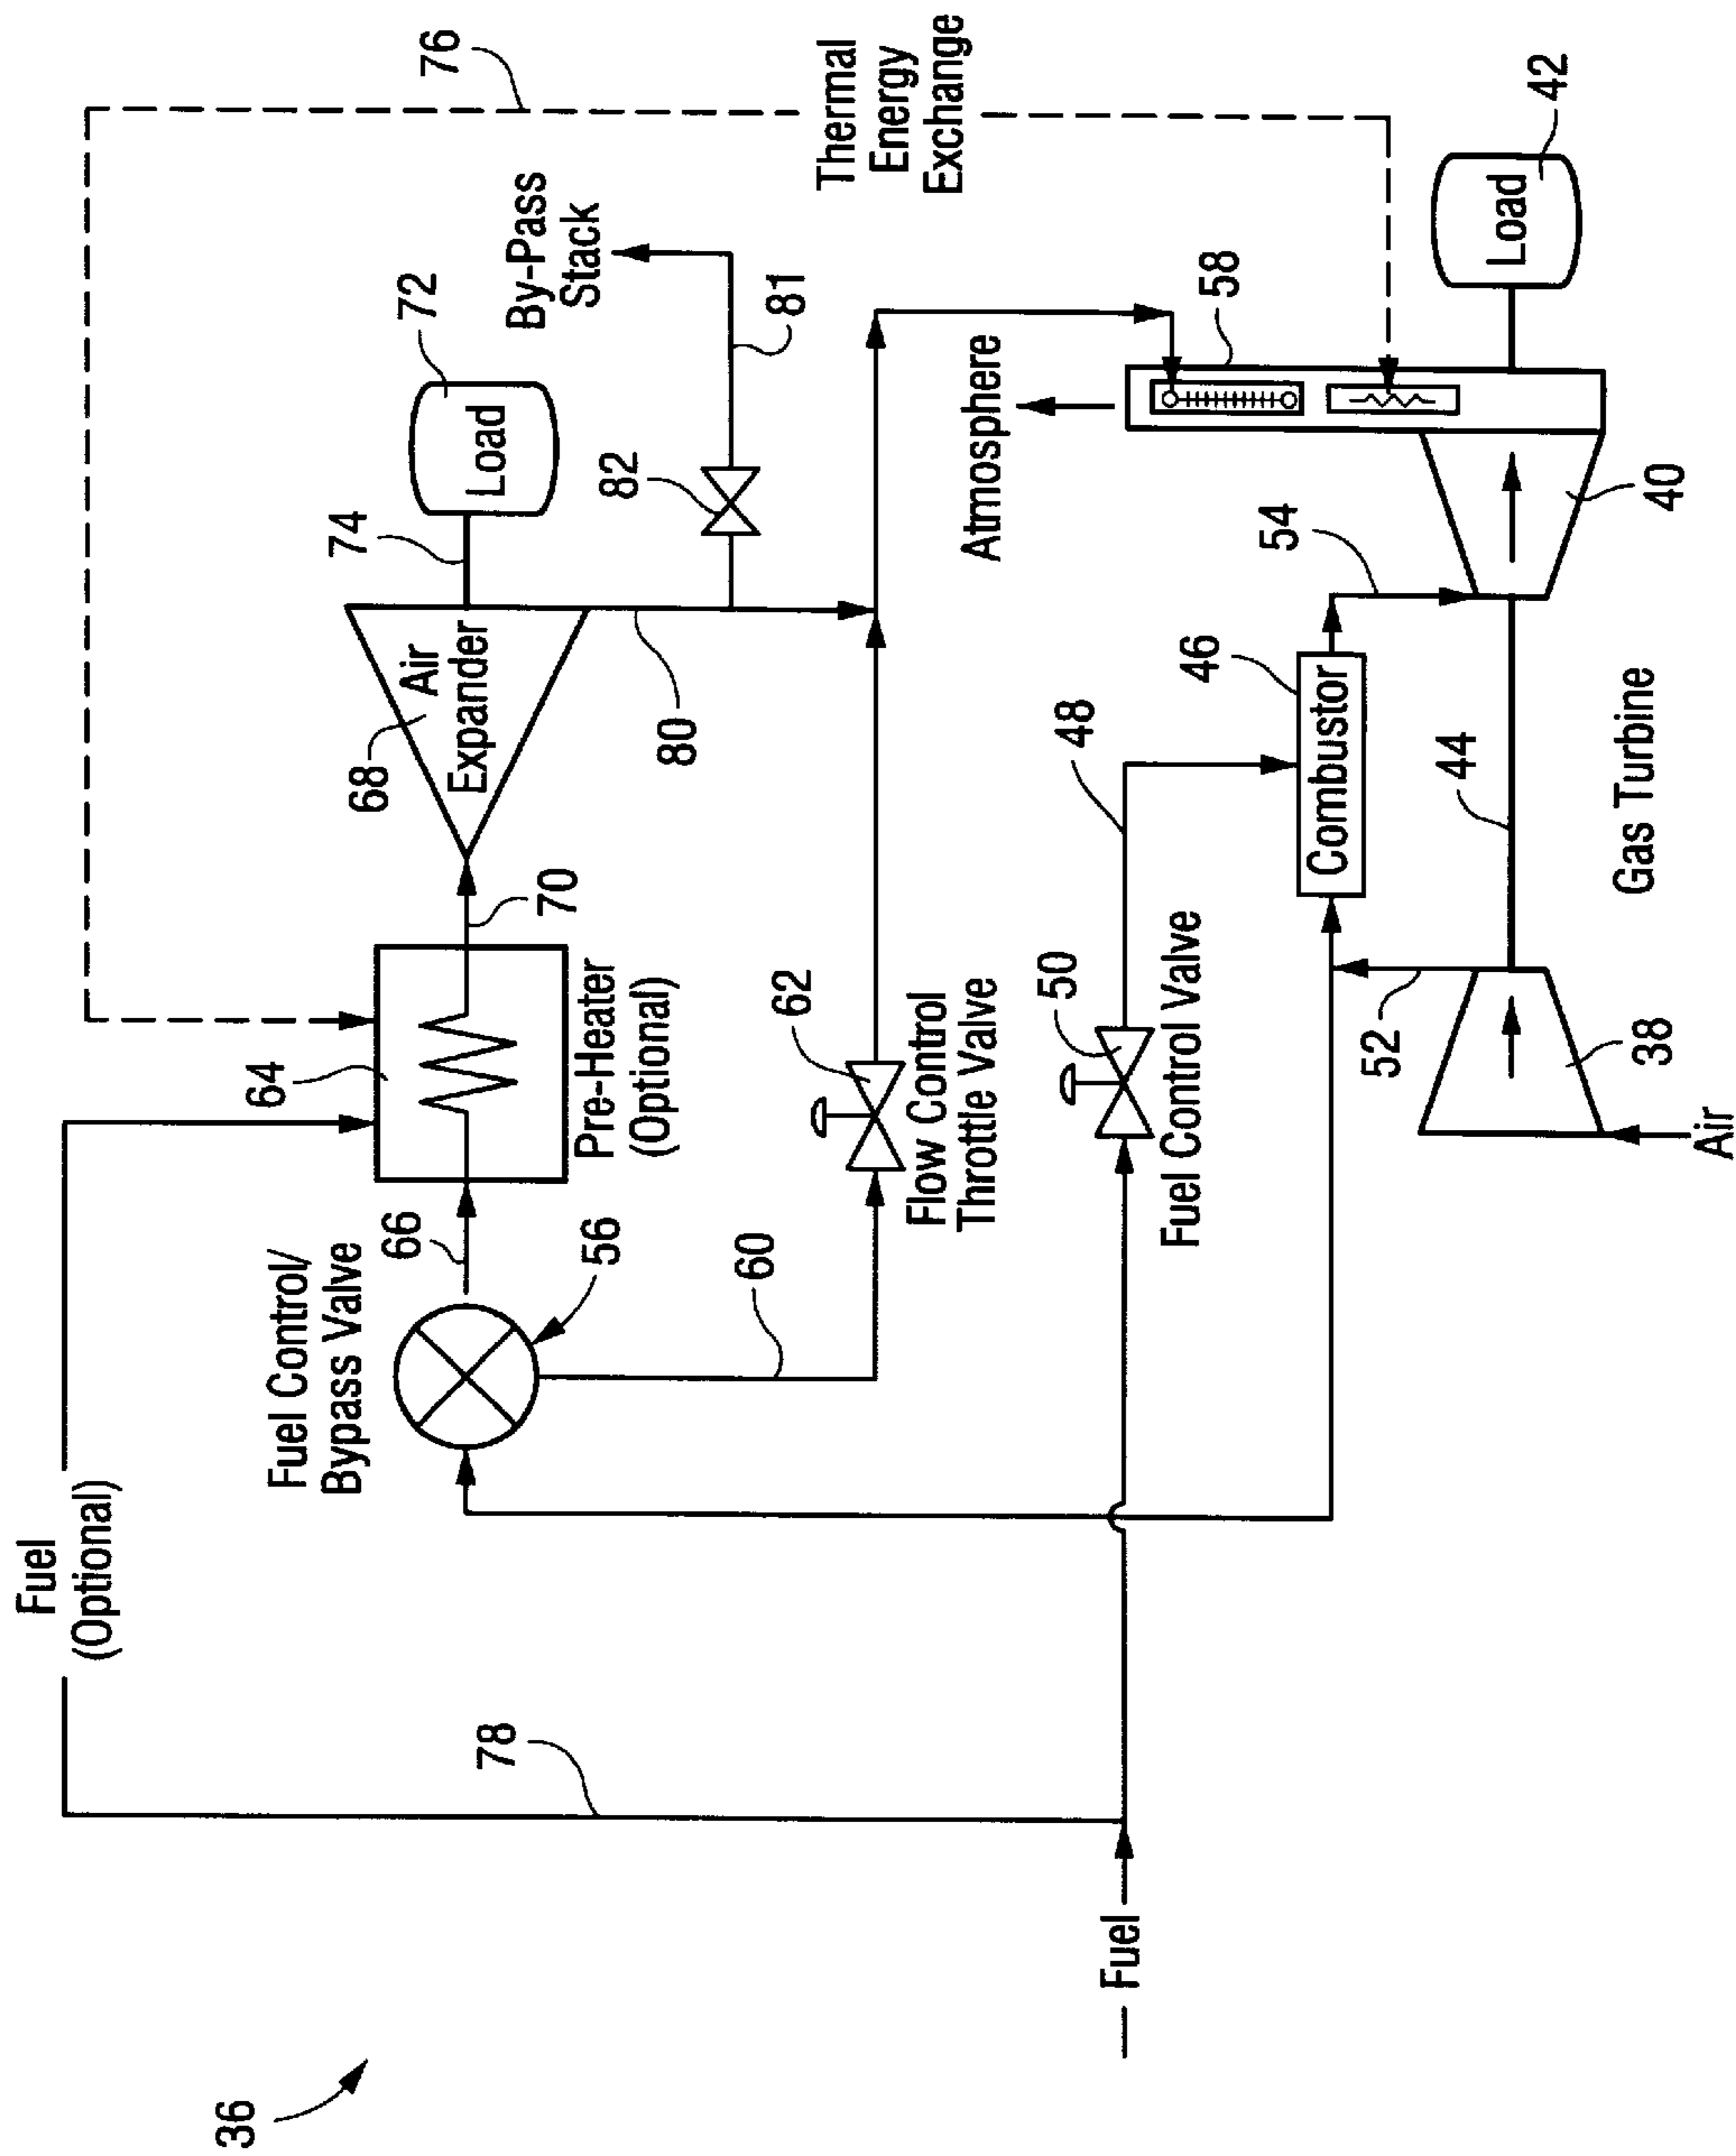 36
Fuel
(Optional)
78
Fuel
Fuel Control/
Bypass Valve
66
56
60
64
Pre-Heater
(Optional)
70
62
Flow Control
Throttle Valve
50
Fuel Control Valve
48
68
Air
Expander
74
72
Load
80
82
81
By-Pass
Stack
76
Thermal
Energy
Exchange
Atmosphere
58
54
46
Combustor
52
38
Air
44
Gas Turbine
40
Load
42